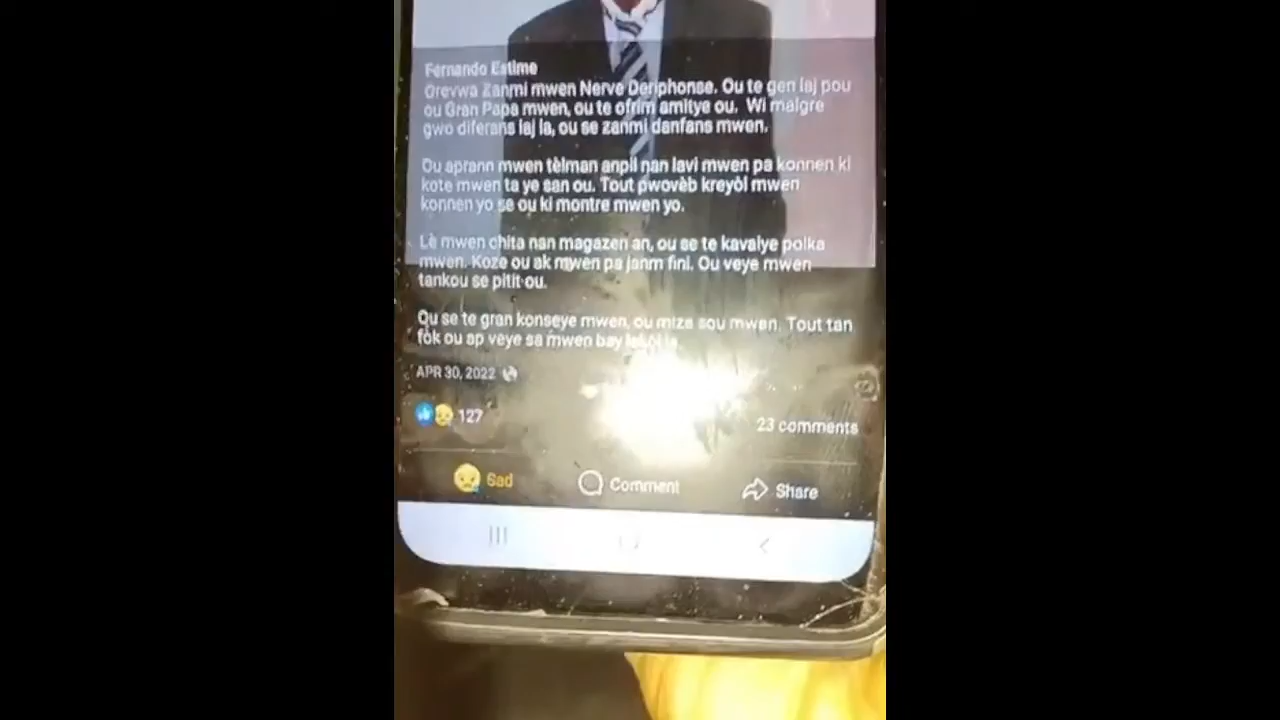 Fernando Estime
Orevwa Zanmi mwen Nerve Deriphonse. Ou te gen laj pou
ou Gran Papa mwen, ou te ofrim amitye ou. Wi malgre
gwo diferans laj la, ou se zanmi danfans mwen.
Ou aprann mwen tèlman anpil nan lavi mwen pa konnen ki
kote mwen ta ye san ou. Tout pwovèb kreyòl mwen
konnen yo se ou ki montre mwen yo.
Lè mwen chita nan magazen an, ou se te kavalye polka
mwen. Koze ou ak mwen pa janm fini. Ou veye mwen
tankou se pitit ou.
Ou se te gran konseye mwen, ou mize sou mwen. Tout tan
fòk ou ap veye sa mwen bay
APR 30, 2022
127
23 comments
Sad
Comment
Share